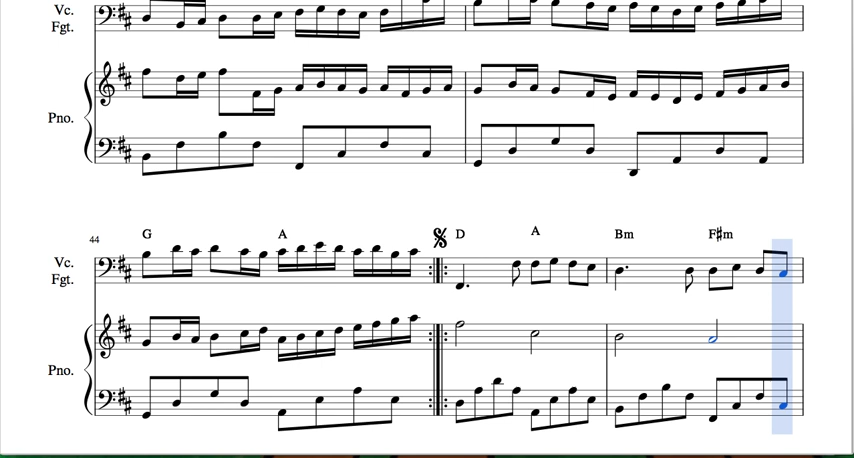 Vc.
Fgt.
Pno.
44
G A D A Bm F♯m
Vc.
Fgt.
Pno.